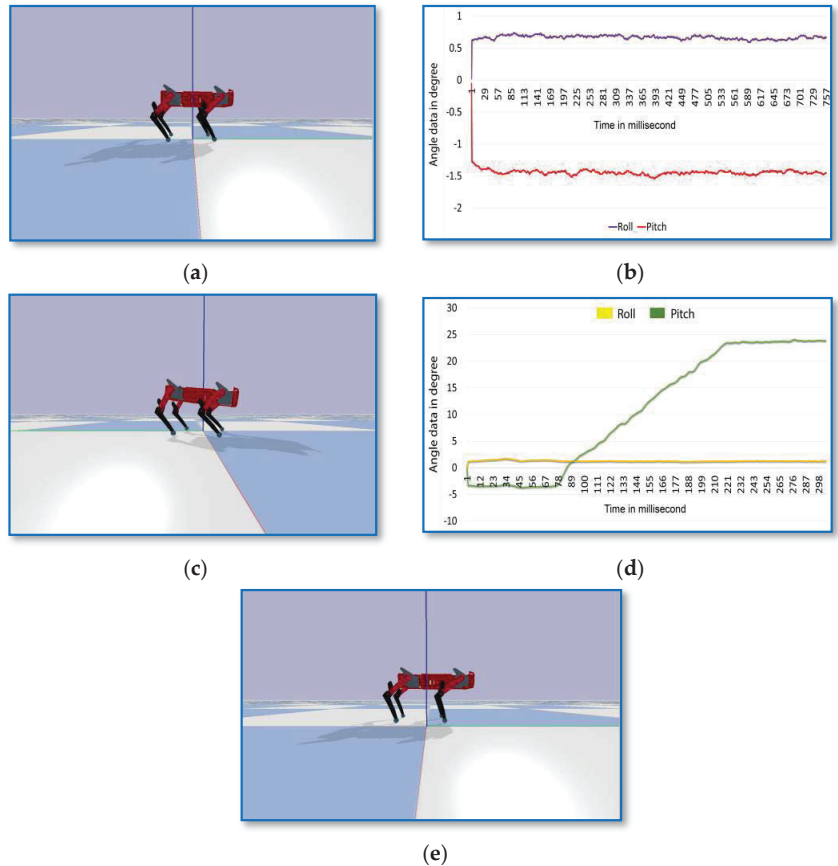 1
0.5
0
-0.5
-1
-1.5
-2
Angle data in degree
1 29 57 85 113 141 169 197 225 253 281 309 337 365 393 421 449 477 505 533 561 589 617 645 673 701 729 757
Time in millisecond
Roll Pitch
(a)
(b)
30
25
20
15
10
5
0
-5
-10
Angle data in degree
Roll Pitch
1 12 23 34 45 56 67 78 89 100 111 122 133 144 155 166 177 188 199 210 221 232 243 254 265 276 287 298
Time in millisecond
(c)
(d)
(e)